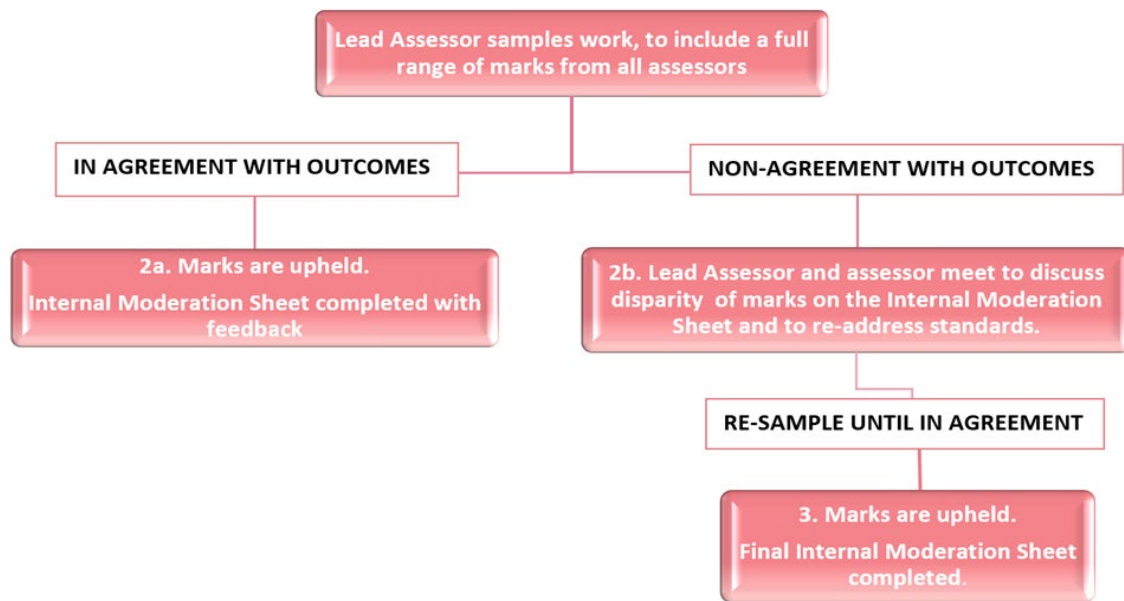 Lead Assessor samples work, to include a full
range of marks from all assessors
IN AGREEMENT WITH OUTCOMES
NON-AGREEMENT WITH OUTCOMES
2a. Marks are upheld.
Internal Moderation Sheet completed with
feedback
2b. Lead Assessor and assessor meet to discuss
disparity of marks on the Internal Moderation
Sheet and to re-address standards.
RE-SAMPLE UNTIL IN AGREEMENT
3. Marks are upheld.
Final Internal Moderation Sheet
completed.